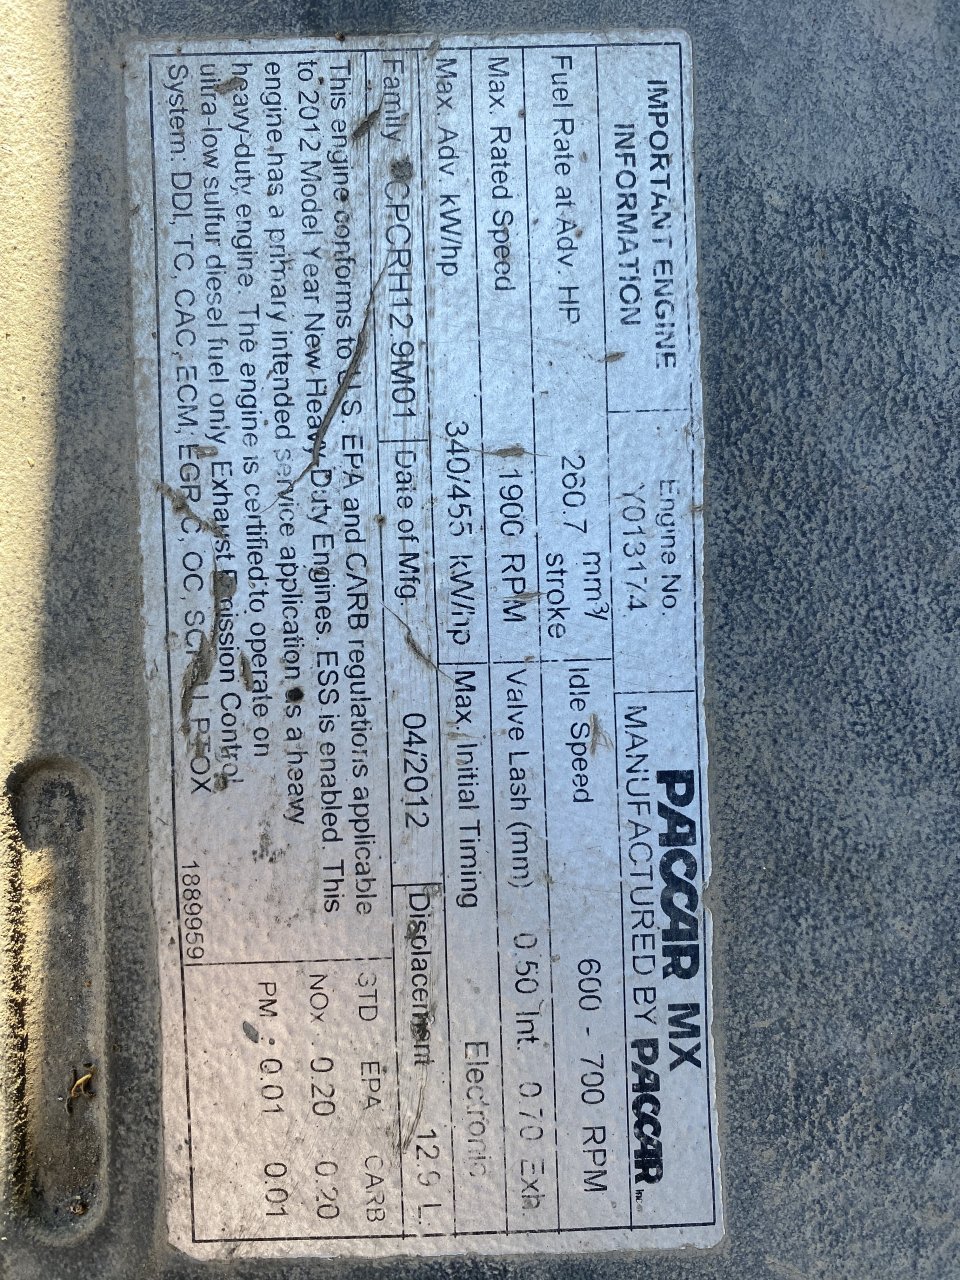 IMPORTANT ENGINE
INFORMATION
Engine No.
Y013174
PACCAR MX
MANUFACTURED BY PACCAR Inc
Fuel Rate at Adv. HP 260.7 mm³/
stroke
Idle Speed 600 - 700 RPM
Max. Rated Speed 1900 RPM
Valve Lash (mm) 0.50 Int. 0.70 Exh.
Max. Adv. kW/hp 340/455 kW/hp
Max. Initial Timing Electronic
Family CPCRH12.9M01
Date of Mfg. 04/2012
Displacement 12.9 L.
This engine conforms to U.S. EPA and CARB regulations applicable
to 2012 Model Year New Heavy Duty Engines. ESS is enabled. This
engine has a primary intended service application as a heavy
heavy-duty engine. The engine is certified to operate on
ultra-low sulfur diesel fuel only. Exhaust Emission Control
System: DDI, TC, CAC, ECM, EGR-C, OC, PTOX
1889959
STD EPA CARB
NOx 0.20 0.20
PM 0.01 0.01